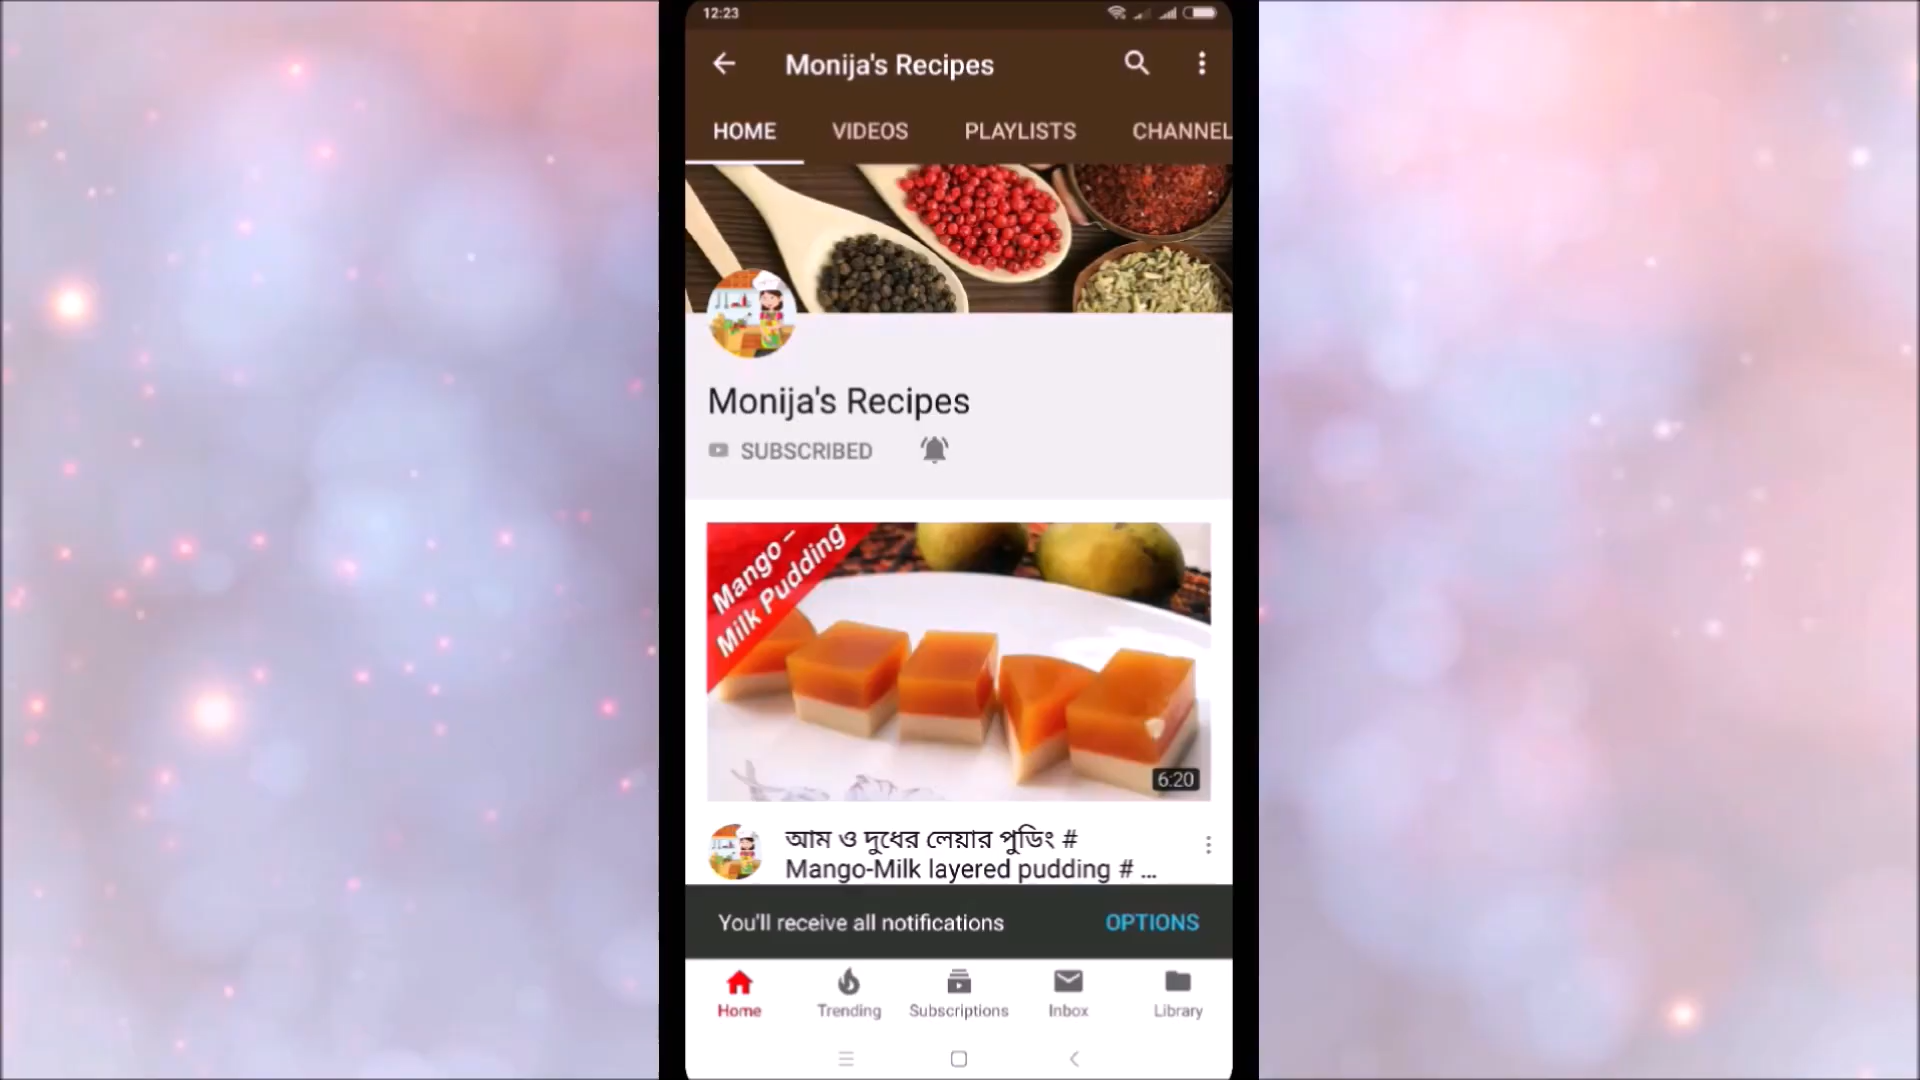 12:23
Monija's Recipes
HOME VIDEOS PLAYLISTS CHANNEL
Monija's Recipes
SUBSCRIBED
Mango –
Milk Pudding
6:20
আম ও দুধের লেয়ার পুডিং #
Mango-Milk layered pudding # ...
You'll receive all notifications OPTIONS
Home Trending Subscriptions Inbox Library